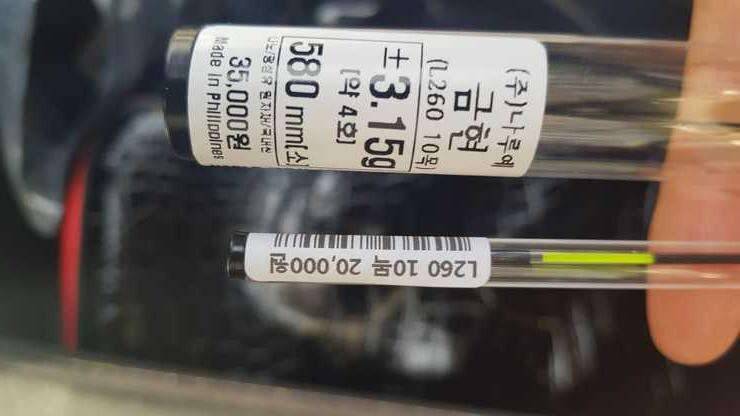 (주)나루예
금현
(L260 10목)
±3.15g
[약 4호]
580 mm(소)
35,000원
Made in Philippines
L260 10목 20,000원